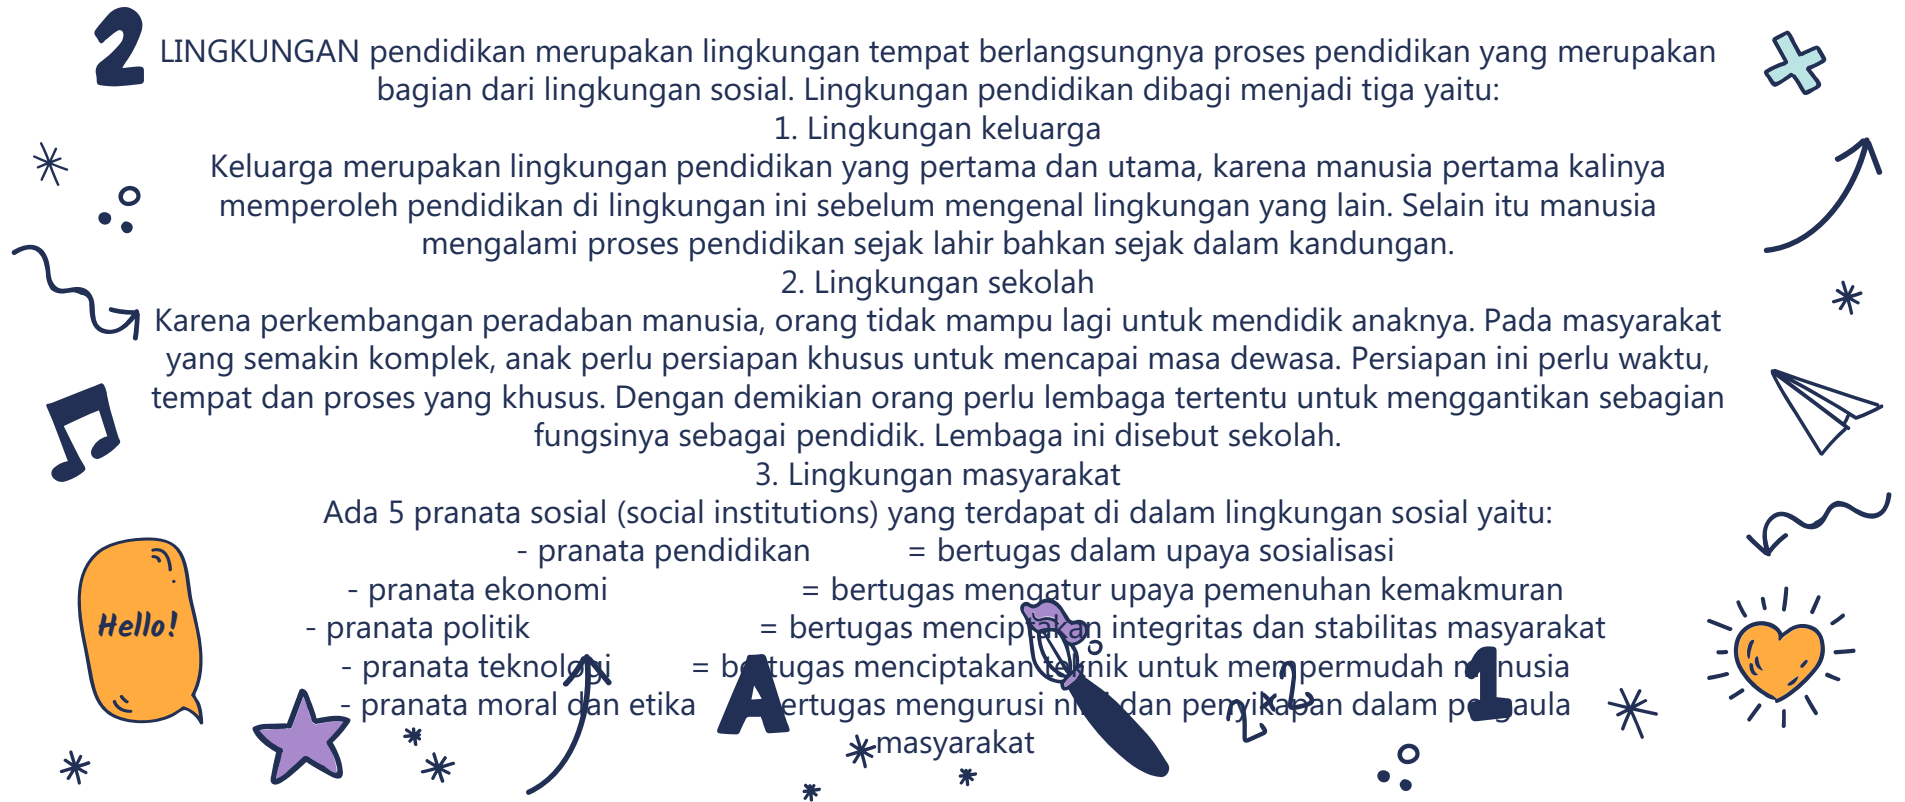 2
LINGKUNGAN pendidikan merupakan lingkungan tempat berlangsungnya proses pendidikan yang merupakan
bagian dari lingkungan sosial. Lingkungan pendidikan dibagi menjadi tiga yaitu:
1. Lingkungan keluarga
Keluarga merupakan lingkungan pendidikan yang pertama dan utama, karena manusia pertama kalinya
memperoleh pendidikan di lingkungan ini sebelum mengenal lingkungan yang lain. Selain itu manusia
mengalami proses pendidikan sejak lahir bahkan sejak dalam kandungan.
2. Lingkungan sekolah
Karena perkembangan peradaban manusia, orang tidak mampu lagi untuk mendidik anaknya. Pada masyarakat
yang semakin komplek, anak perlu persiapan khusus untuk mencapai masa dewasa. Persiapan ini perlu waktu,
tempat dan proses yang khusus. Dengan demikian orang perlu lembaga tertentu untuk menggantikan sebagian
fungsinya sebagai pendidik. Lembaga ini disebut sekolah.
3. Lingkungan masyarakat
Ada 5 pranata sosial (social institutions) yang terdapat di dalam lingkungan sosial yaitu:
- pranata pendidikan = bertugas dalam upaya sosialisasi
- pranata ekonomi = bertugas mengatur upaya pemenuhan kemakmuran
- pranata politik = bertugas menciptakan integritas dan stabilitas masyarakat
- pranata teknologi = bertugas menciptakan teknik untuk mempermudah manusia
- pranata moral dan etika bertugas mengurusi nilai dan penyikapan dalam pergaula
masyarakat
Hello!
A
2x2
1